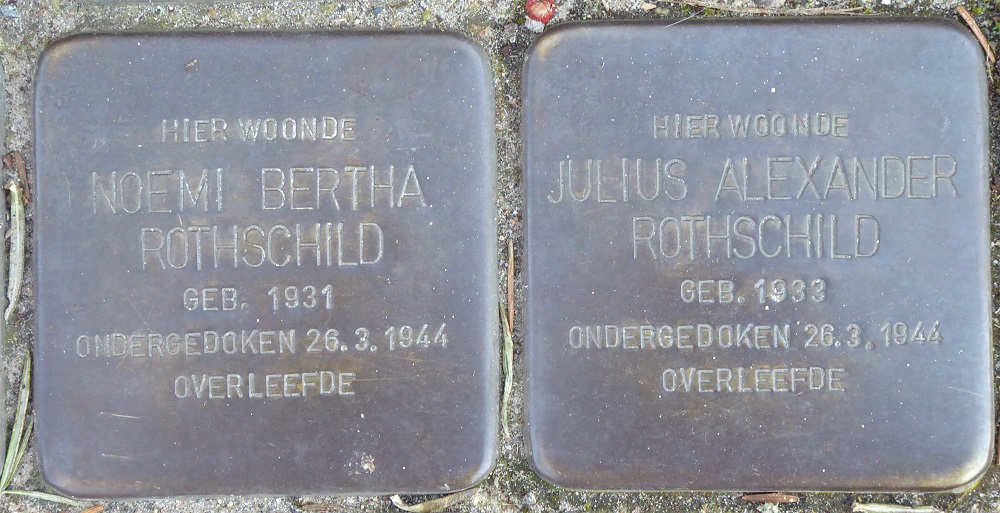 HIER WOONDE
NOEMI BERTHA
ROTHSCHILD
GEB. 1931
ONDERGEDOKEN 26.3.1944
OVERLEEFDE
HIER WOONDE
JULIUS ALEXANDER
ROTHSCHILD
GEB. 1933
ONDERGEDOKEN 26.3.1944
OVERLEEFDE